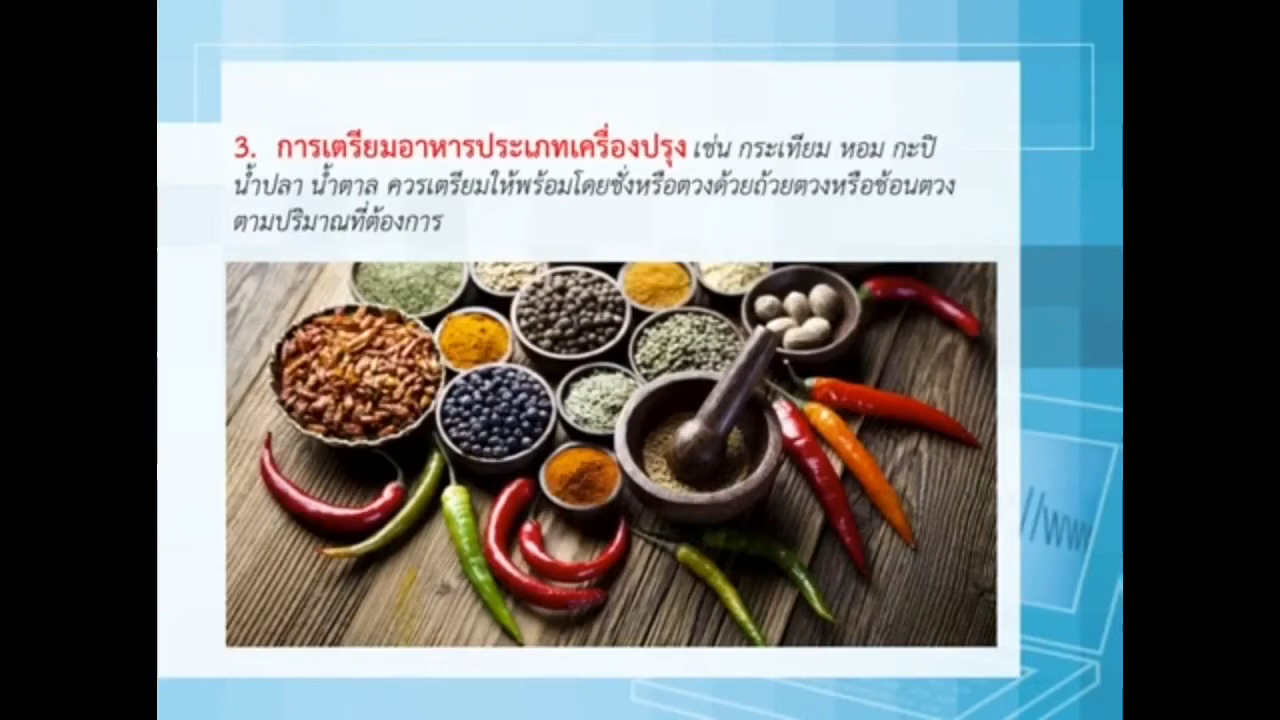 3. การเตรียมอาหารประเภทเครื่องปรุง เช่น กระเทียม หอม กะปิ
น้ำปลา น้ำตาล ควรเตรียมให้พร้อมโดยชั่งหรือตวงด้วยถ้วยตวงหรือช้อนตวง
ตามปริมาณที่ต้องการ
//ww